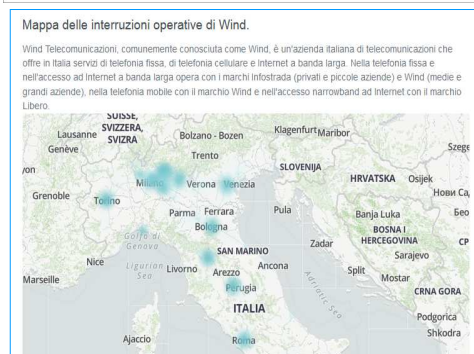 Mappa delle interruzioni operative di Wind.
Wind Telecomunicazioni, comunemente conosciuta come Wind, è un'azienda italiana di telecomunicazioni che
offre in Italia servizi di telefonia fissa, di telefonia cellulare e Internet a banda larga. Nella telefonia fissa e
nell'accesso ad Internet a banda larga opera con i marchi Infostrada (privati e piccole aziende) e Wind (medie e
grandi aziende), nella telefonia mobile con il marchio Wind e nell'accesso narrowband ad Internet con il marchio
Libero.
SUISSE,
SVIZZERA,
SVIZRA
Lausanne
Genève
Bolzano - Bozen
Klagenfurt
Maribor
Szege
Trento
SLOVENIJA
yon
Milano
Verona
Venezia
HRVATSKA
Osijek
Нови Са
Grenoble
Torino
Parma
Ferrara
Pula
Banja Luka
Бео
Bologna
Golfo di
Genova
BOSNA I
HERCEGOVINA
СР
SAN MARINO
Zadar
Sarajevo
Nice
Ligurian
Sea
Livorno
Arezzo
Ancona
Split
Mostar
Marseille
Adriatic
Sea
Perugia
CRNA GORA
ITALIA
Podgorica
Shkodra
Ajaccio
Roma